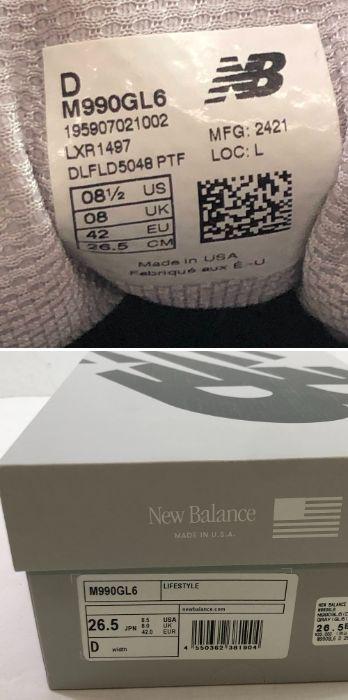 D
M990GL6
195907021002
LXR1497
DLFLD5048 PTF
NB
MFG: 2421
LOC: L
08½ US
08 UK
42 EU
26.5 CM
Made in USA
Fabriqué aux É-U
New Balance
MADE IN U.S.A.
M990GL6 LIFESTYLE
newbalance.com
26.5 JPN
8.5 USA
8.0 UK
42.0 EUR
D width
4 550362 381904
NEW BALANCE
26.5